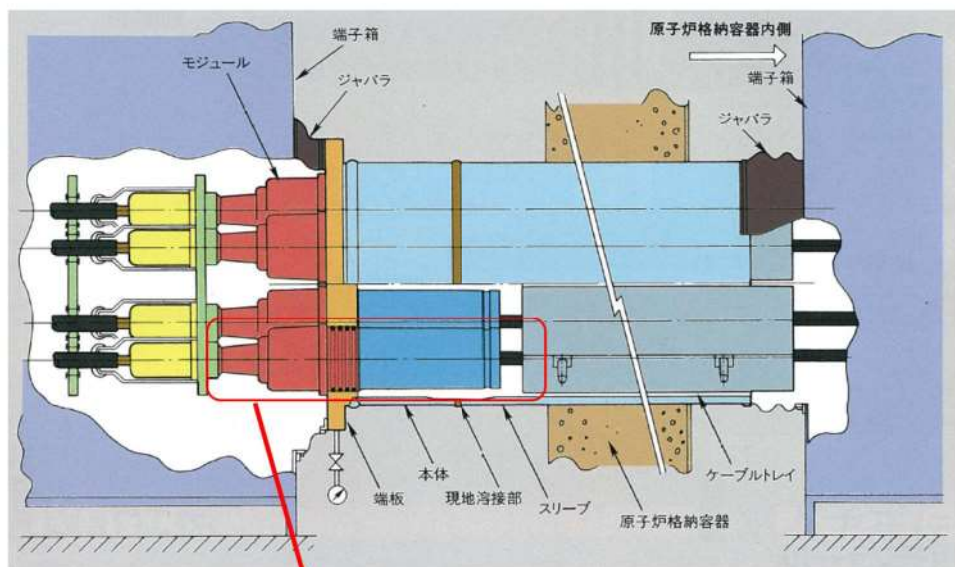 端子箱
原子炉格納容器内側
モジュール
端子箱
ジャバラ
ジャバラ
本体
ケーブルトレイ
端板
現地溶接部
スリーブ
原子炉格納容器